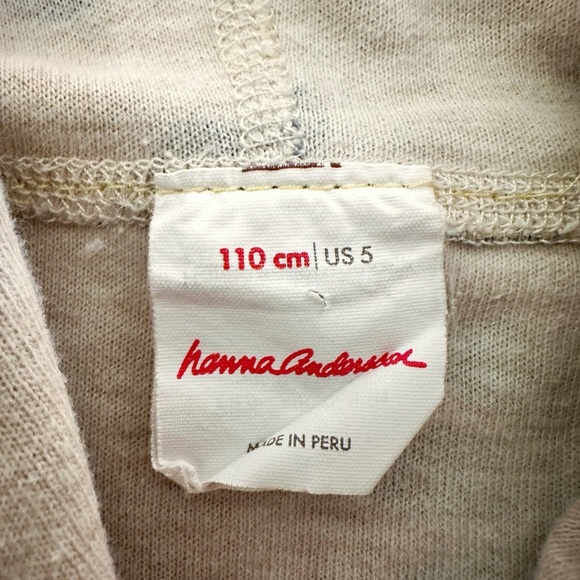 110 cm | US 5
hanna andersson
MADE IN PERU